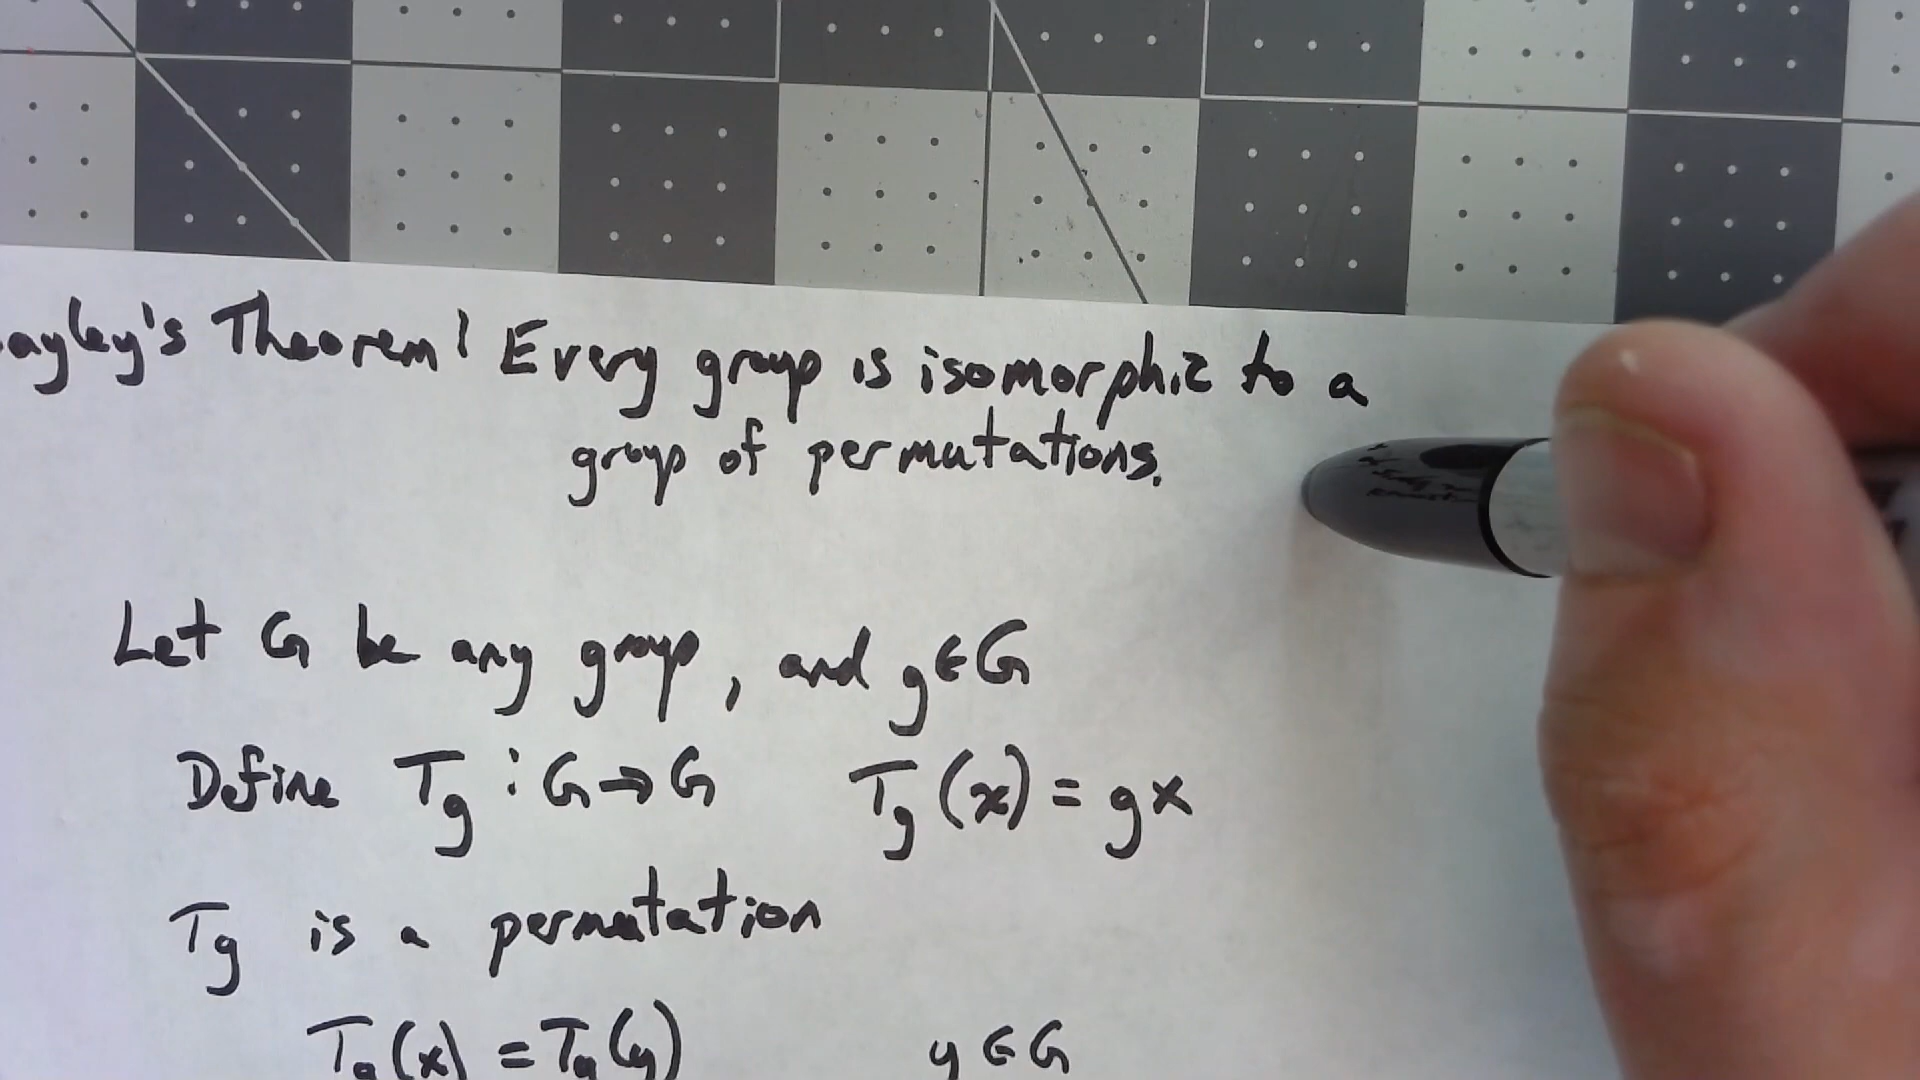 ayley's Theorem! Every group is isomorphic to a
group of permutations.
Let G be any group, and g∈G
Define Tg : G→G Tg(x) = gx
Tg is a permutation
Tg(x) = Tg(y) y∈G